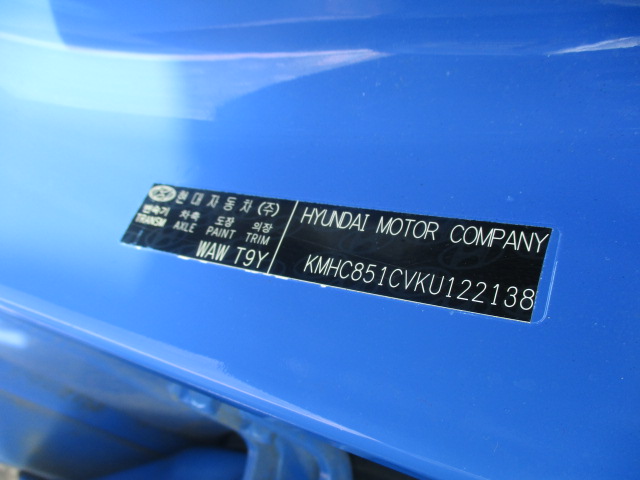 현대자동차(주)
변속기 차축 도장 의장
TRANSM AXLE PAINT TRIM
WAW T9Y
HYUNDAI MOTOR COMPANY
KMHC851CVKU122138